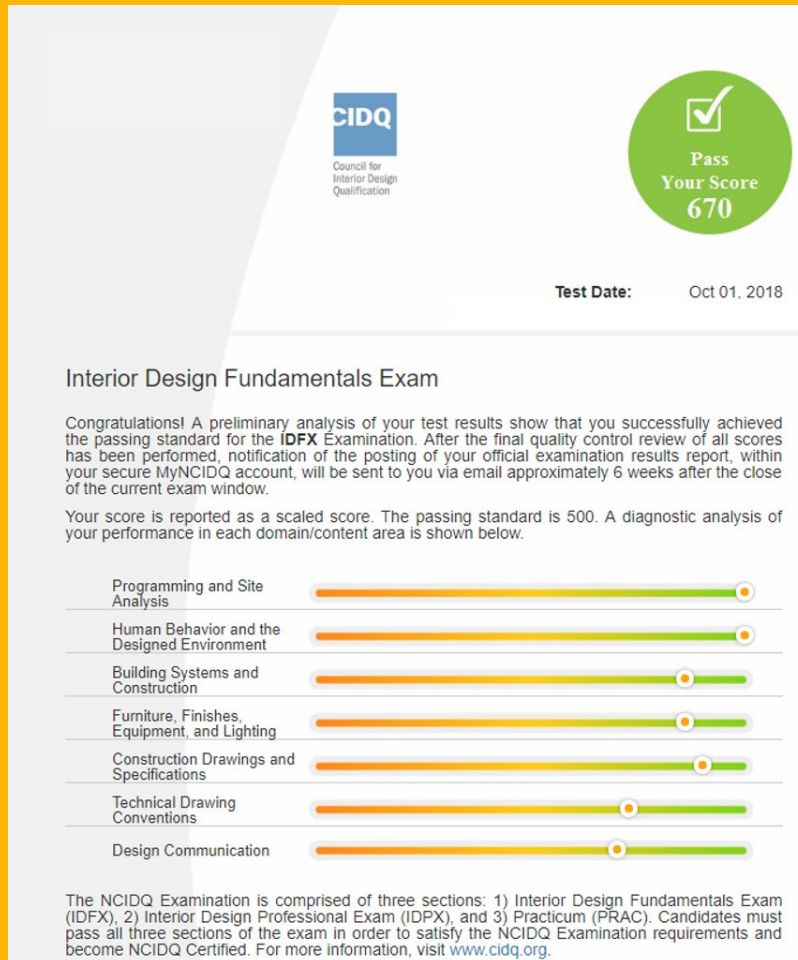 CIDQ
Council for
Interior Design
Qualification
Pass
Your Score
670
Test Date: Oct 01, 2018
Interior Design Fundamentals Exam
Congratulations! A preliminary analysis of your test results show that you successfully achieved
the passing standard for the IDFX Examination. After the final quality control review of all scores
has been performed, notification of the posting of your official examination results report, within
your secure MyNCIDQ account, will be sent to you via email approximately 6 weeks after the close
of the current exam window.
Your score is reported as a scaled score. The passing standard is 500. A diagnostic analysis of
your performance in each domain/content area is shown below.
Programming and Site
Analysis
Human Behavior and the
Designed Environment
Building Systems and
Construction
Furniture, Finishes,
Equipment, and Lighting
Construction Drawings and
Specifications
Technical Drawing
Conventions
Design Communication
The NCIDQ Examination is comprised of three sections: 1) Interior Design Fundamentals Exam
(IDFX), 2) Interior Design Professional Exam (IDPX), and 3) Practicum (PRAC). Candidates must
pass all three sections of the exam in order to satisfy the NCIDQ Examination requirements and
become NCIDQ Certified. For more information, visit www.cidq.org.